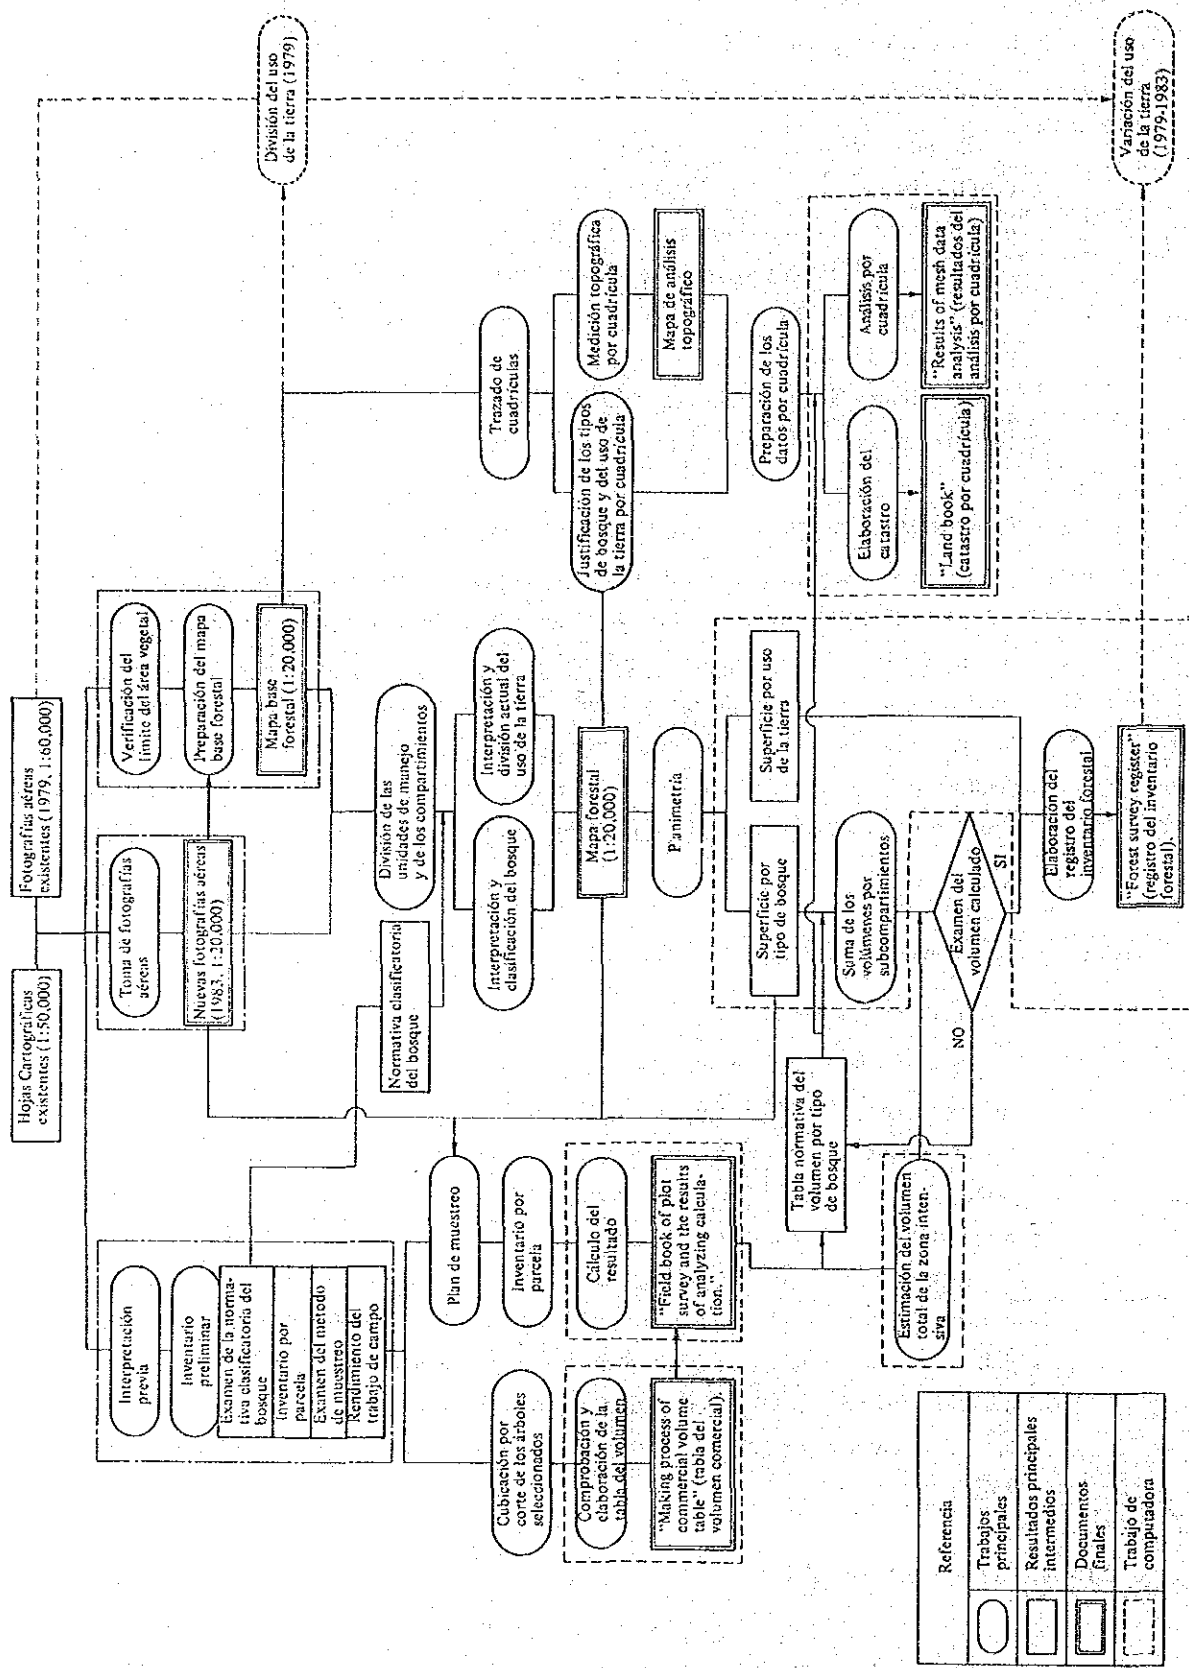 Hojas Cartográficas
existentes (1:50,000)
Fotografías aéreas
existentes (1979, 1:60,000)
Interpretación
previa
Inventario
preliminar
Examen de la norma-
tiva clasificatoria del
bosque
Inventario por
parcela
Examen del metodo
de muestreo
Rendimiento del
trabajo de campo
Toma de fotografías
aéreas
Nuevas fotografías aéreas
(1983, 1:20,000)
Verificación del
límite del área vegetal
Preparación del mapa
base forestal
Mapa base
forestal (1:20,000)
División del uso
de la tierra (1979)
Normativa clasificatoria
del bosque
División de las
unidades de manejo
y de los compartimientos
Interpretación y
clasificación del bosque
Interpretación y
división actual del
uso de la tierra
Trazado de
cuadrículas
Cubicación por
corte de los árboles
seleccionados
Plan de muestreo
Inventario por
parcela
Mapa forestal
(1:20,000)
Justificación de los tipos
de bosque y del uso de
la tierra por cuadrícula
Medición topográfica
por cuadrícula
Mapa de análisis
topográfico
Comprobación y
elaboración de la
tabla del volumen
Cálculo del
resultado
Planimetría
"Making process of
commercial volume
table" (tabla del
volumen comercial).
"Field book of plot
survey and the results
of analyzing calcula-
tion."
Superficie por
tipo de bosque
Superficie por uso
de la tierra
Preparación de los
datos por cuadrícula
Tabla normativa del
volumen por tipo
de bosque
Suma de los
volúmenes por
subcompartimientos
Elaboración del
catastro
Análisis por
cuadrícula
"Land book"
(catastro por cuadrícula)
"Results of mesh data
analysis" (resultados del
análisis por cuadrícula)
Estimación del volumen
total de la zona inten-
siva
NO
Examen del
volumen calculado
SI
Elaboración del
registro del
inventario forestal
"Forest survey register"
(registro del inventario
forestal).
Variación del uso
de la tierra
(1979-1983)
Referencia
Trabajos
principales
Resultados principales
intermedios
Documentos
finales
Trabajo de
computadora